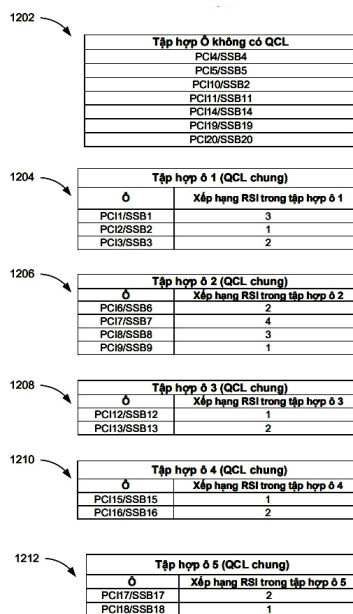 1202
Tập hợp Ô không có QCL
PCI4/SSB4
PCI5/SSB5
PCI10/SSB2
PCI11/SSB11
PCI14/SSB14
PCI19/SSB19
PCI20/SSB20
1204
Tập hợp ô 1 (QCL chung)
Ô Xếp hạng RSI trong tập hợp ô 1
PCI1/SSB1 3
PCI2/SSB2 1
PCI3/SSB3 2
1206
Tập hợp ô 2 (QCL chung)
Ô Xếp hạng RSI trong tập hợp ô 2
PCI6/SSB6 2
PCI7/SSB7 4
PCI8/SSB8 3
PCI9/SSB9 1
1208
Tập hợp ô 3 (QCL chung)
Ô Xếp hạng RSI trong tập hợp ô 3
PCI12/SSB12 1
PCI13/SSB13 2
1210
Tập hợp ô 4 (QCL chung)
Ô Xếp hạng RSI trong tập hợp ô 4
PCI15/SSB15 1
PCI16/SSB16 2
1212
Tập hợp ô 5 (QCL chung)
Ô Xếp hạng RSI trong tập hợp ô 5
PCI17/SSB17 2
PCI18/SSB18 1